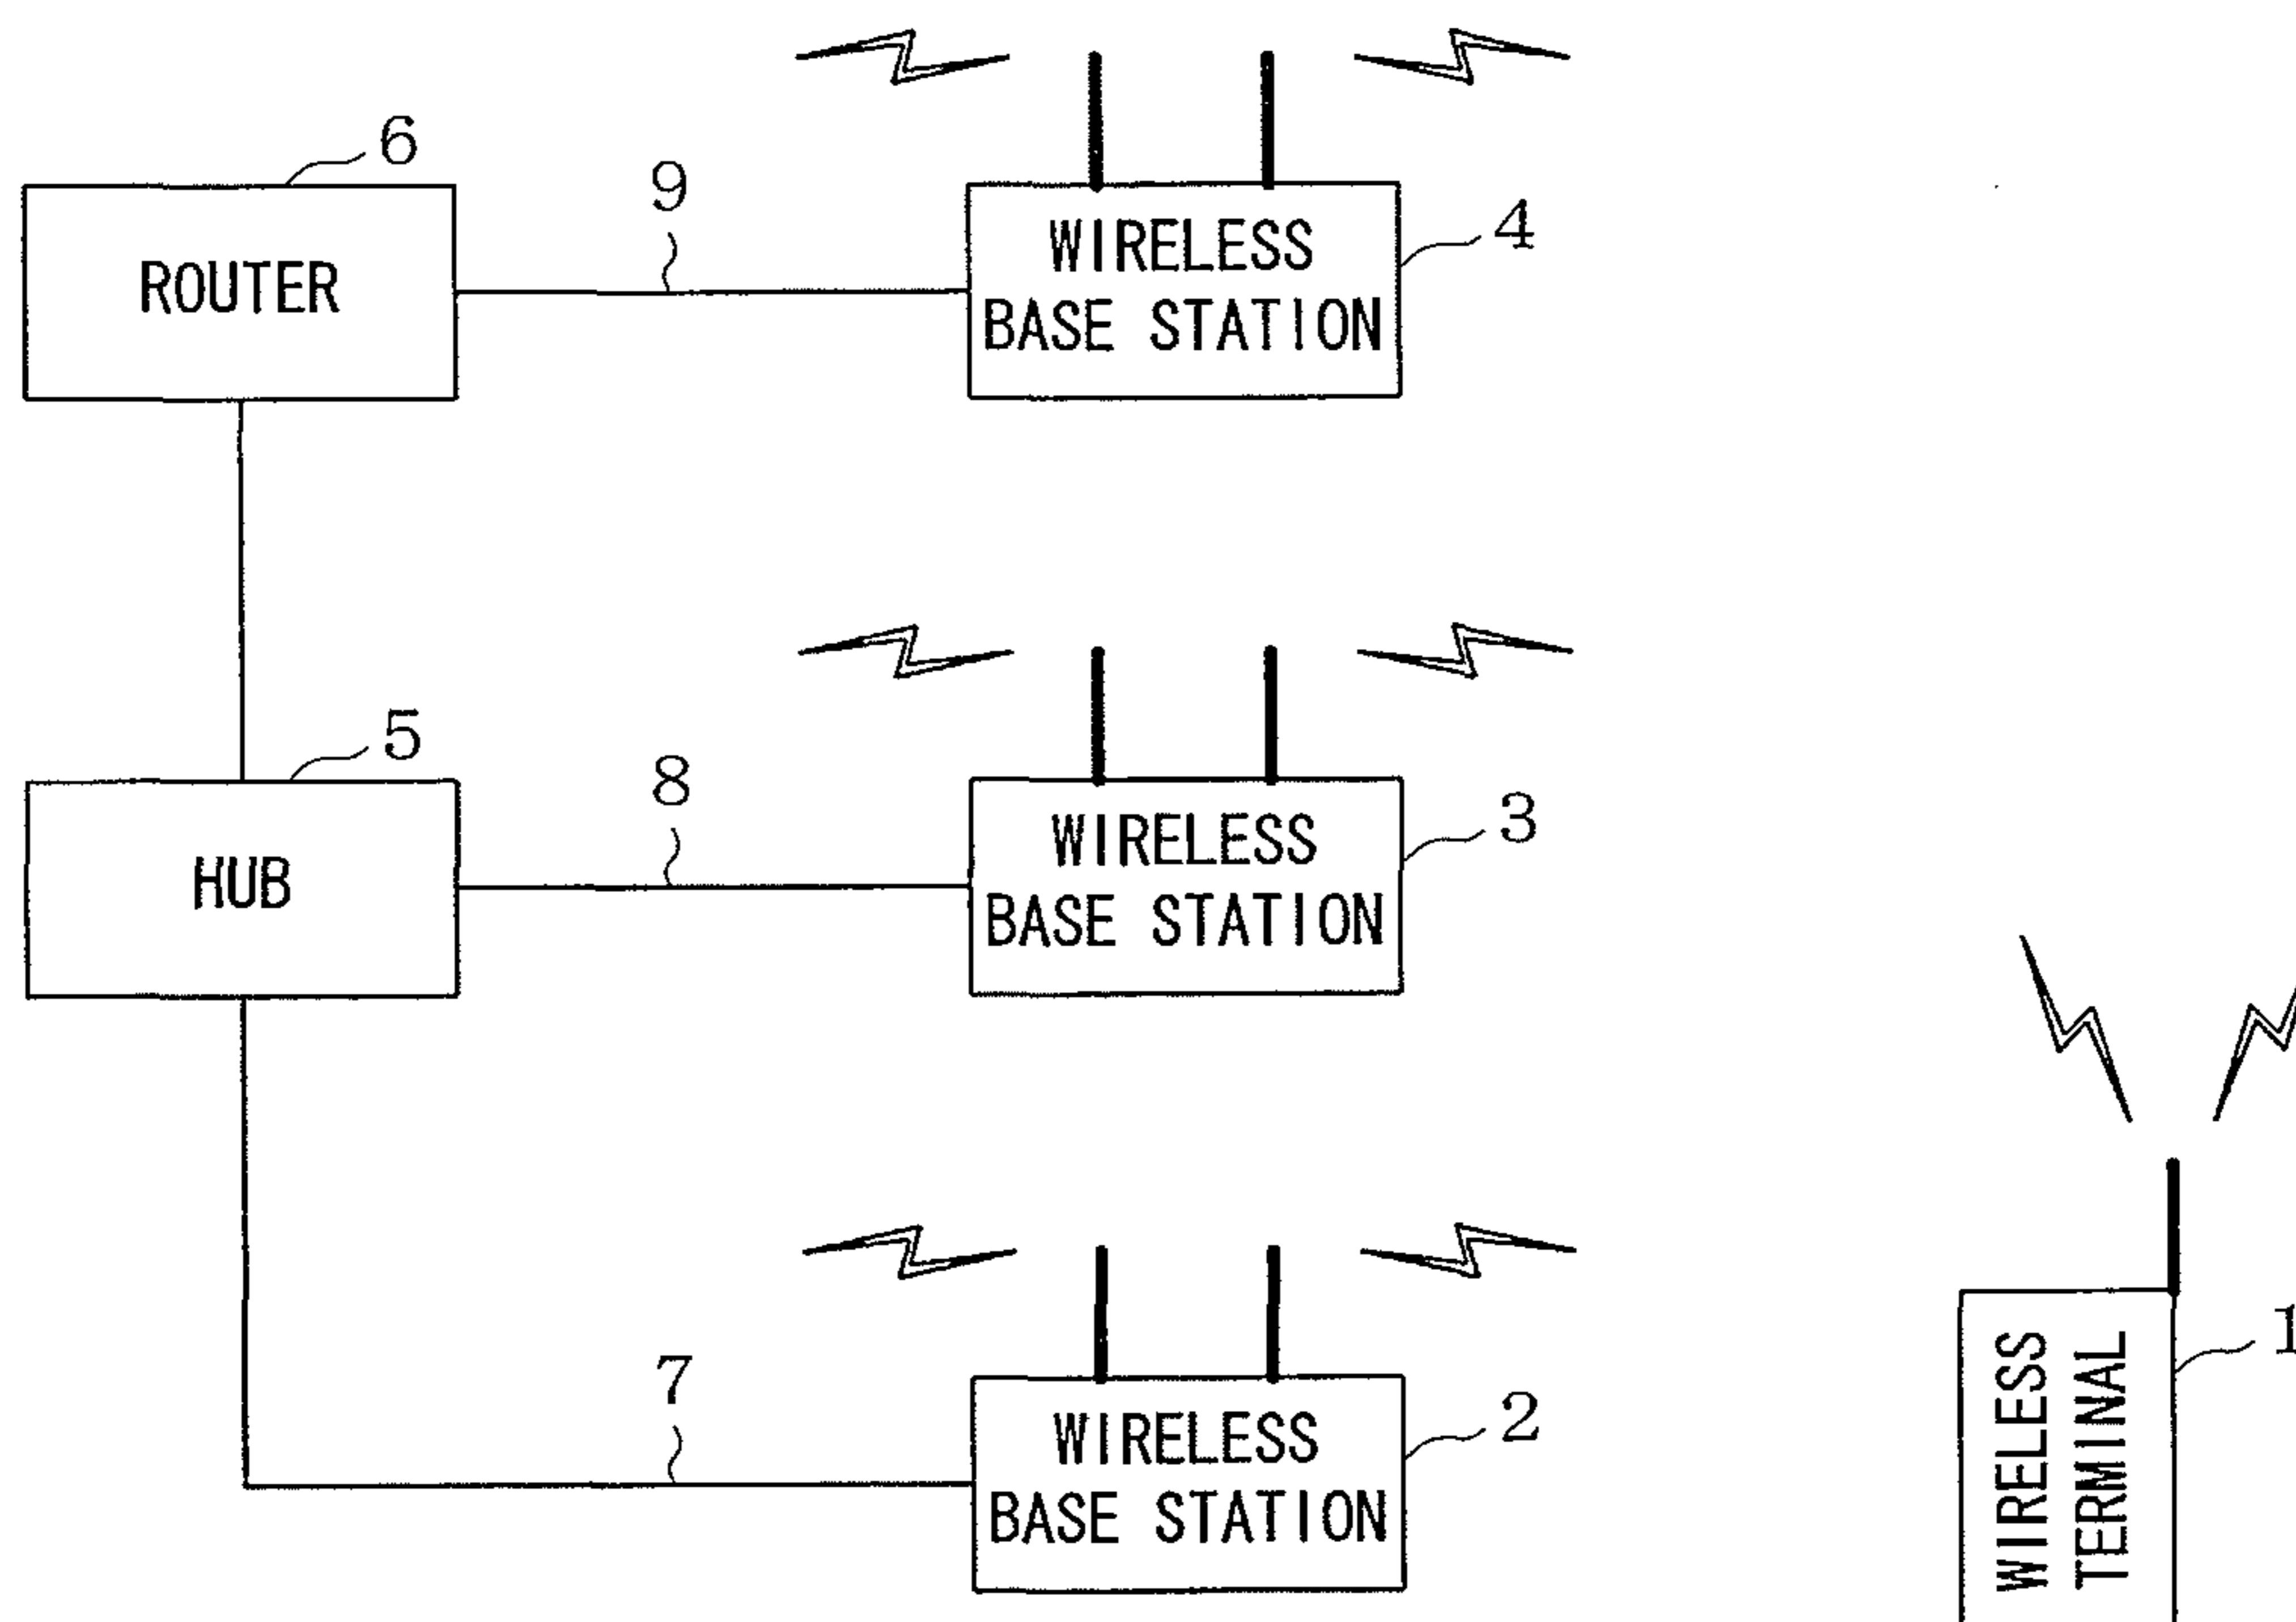 6
9
ROUTER
WIRELESS
BASE STATION
4
5
8
HUB
WIRELESS
BASE STATION
3
7
WIRELESS
BASE STATION
2
WIRELESS
TERMINAL
1